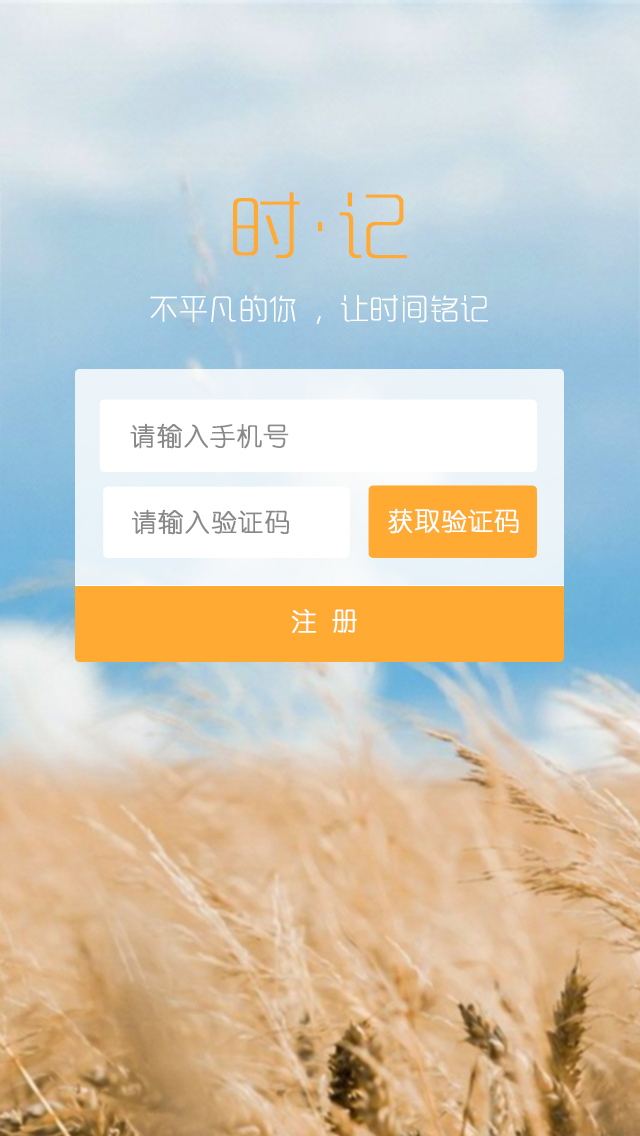 时·记
不平凡的你 ，让时间铭记
请输入手机号
请输入验证码
获取验证码
注 册